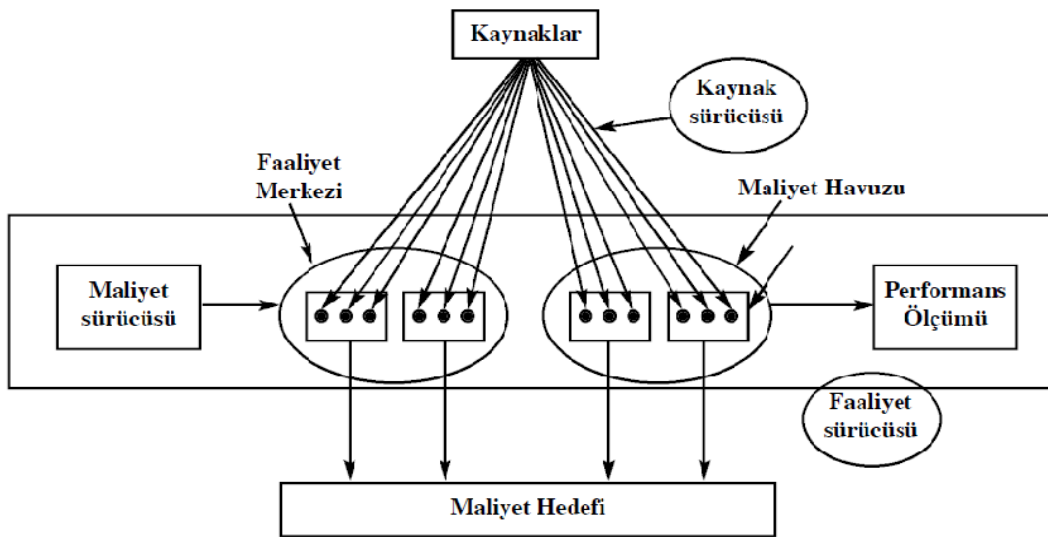 Kaynaklar
Kaynak
sürücüsü
Faaliyet
Merkezi
Maliyet Havuzu
Maliyet
sürücüsü
Performans
Ölçümü
Faaliyet
sürücüsü
Maliyet Hedefi